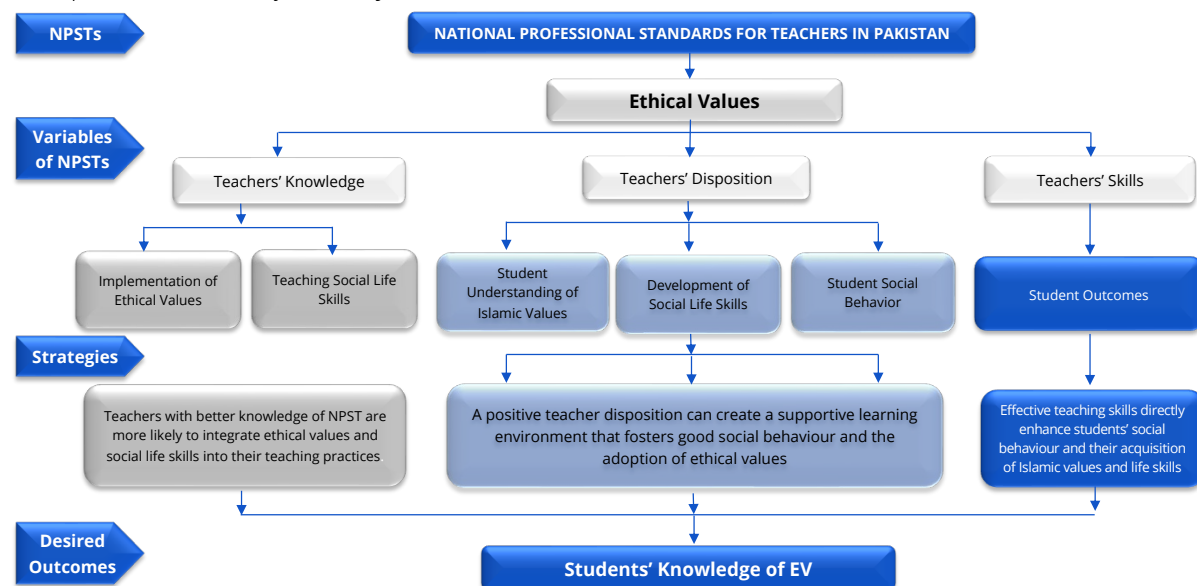 NPSTs
NATIONAL PROFESSIONAL STANDARDS FOR TEACHERS IN PAKISTAN
Ethical Values
Variables
of NPSTs
Teachers’ Knowledge
Teachers’ Disposition
Teachers’ Skills
Implementation of
Ethical Values
Teaching Social Life
Skills
Student
Understanding of
Islamic Values
Development of
Social Life Skills
Student Social
Behavior
Student Outcomes
Strategies
Teachers with better knowledge of NPST are
more likely to integrate ethical values and
social life skills into their teaching practices.
A positive teacher disposition can create a supportive learning
environment that fosters good social behaviour and the
adoption of ethical values
Effective teaching skills directly
enhance students’ social
behaviour and their acquisition
of Islamic values and life skills
Desired
Outcomes
Students’ Knowledge of EV